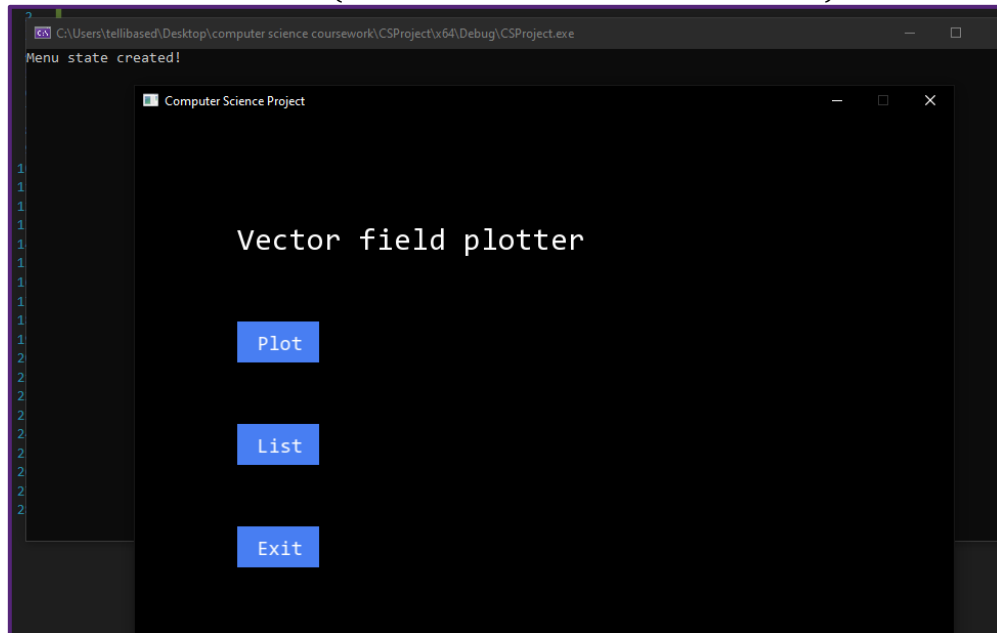 C:\Users\tellibased\Desktop\computer science coursework\CSProject\x64\Debug\CSProject.exe
Menu state created!
Computer Science Project
Vector field plotter
Plot
List
Exit